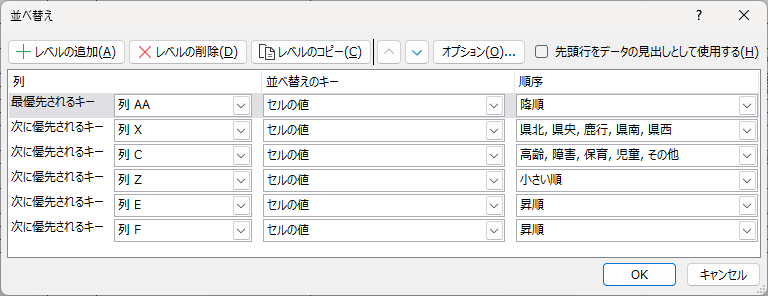 並べ替え
レベルの追加(A) レベルの削除(D) レベルのコピー(C) オプション(O)... 先頭行をデータの見出しとして使用する(H)
列 並べ替えのキー 順序
最優先されるキー 列 AA セルの値 降順
次に優先されるキー 列 X セルの値 県北, 県央, 鹿行, 県南, 県西
次に優先されるキー 列 C セルの値 高齢, 障害, 保育, 児童, その他
次に優先されるキー 列 Z セルの値 小さい順
次に優先されるキー 列 E セルの値 昇順
次に優先されるキー 列 F セルの値 昇順
OK キャンセル